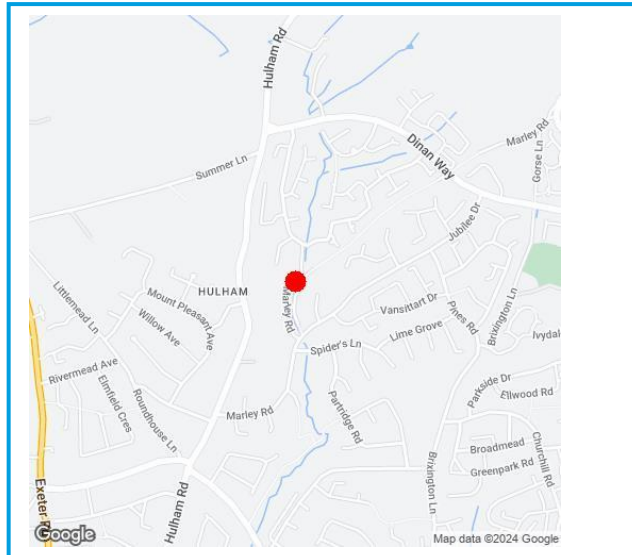 Hulham Rd
Dinan Way
Marley Rd
Gorse Ln
Summer Ln
Jubilee Dr
HULHAM
Littlemead Ln
Mount Pleasant Ave
Willow Ave
Marley Rd
Vansittart Dr
Pines Rd
Brixington Ln
Lime Grove
Spider's Ln
Rivermead Ave
Elmfield Cres
Roundhouse Ln
Parkside Dr
Ellwood Rd
Marley Rd
Partridge Rd
Broadmead
Churchill Rd
Greenpark Rd
Brixington Ln
Hulham Rd
Google
Map data ©2024 Google